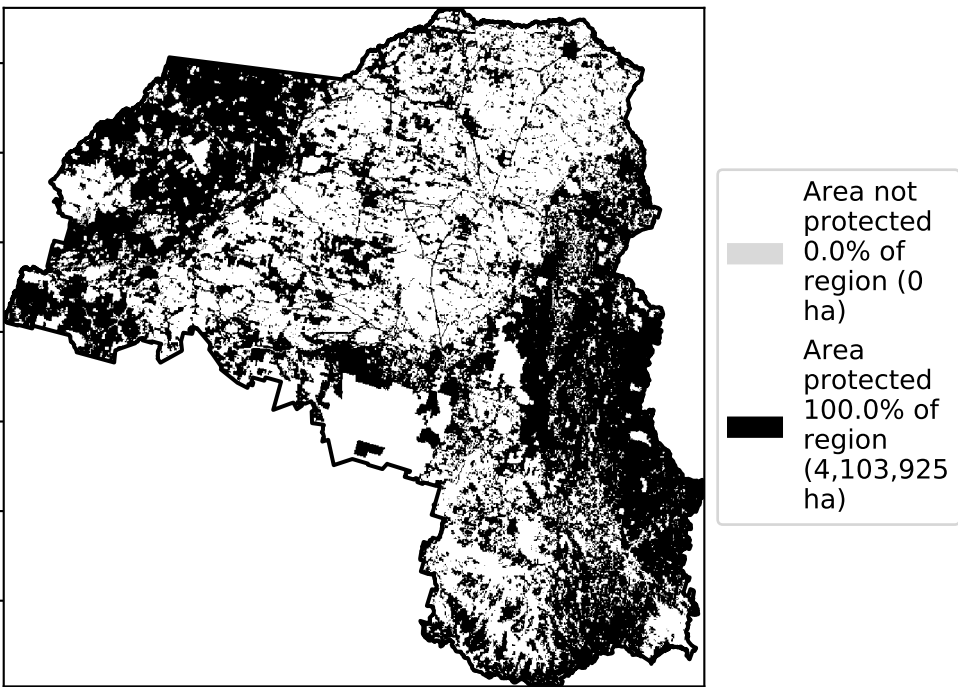 Area not
protected
0.0% of
region (0
ha)
Area
protected
100.0% of
region
(4,103,925
ha)